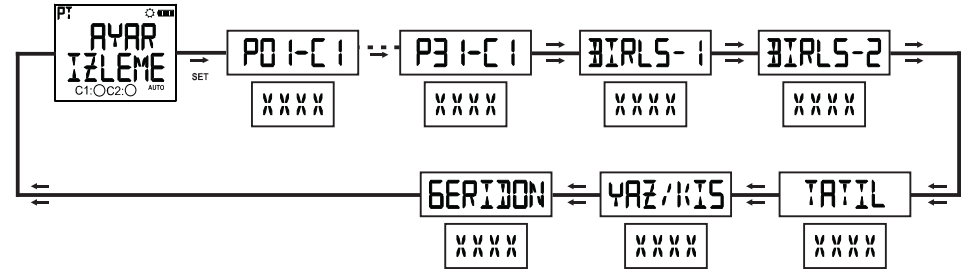 PT
AYAR
IZLEME
C1: C2: AUTO
SET
P01-C1
XXXX
P31-C1
XXXX
BIRLS-1
XXXX
BIRLS-2
XXXX
GERIDON
XXXX
YAZ/KIS
XXXX
TATIL
XXXX